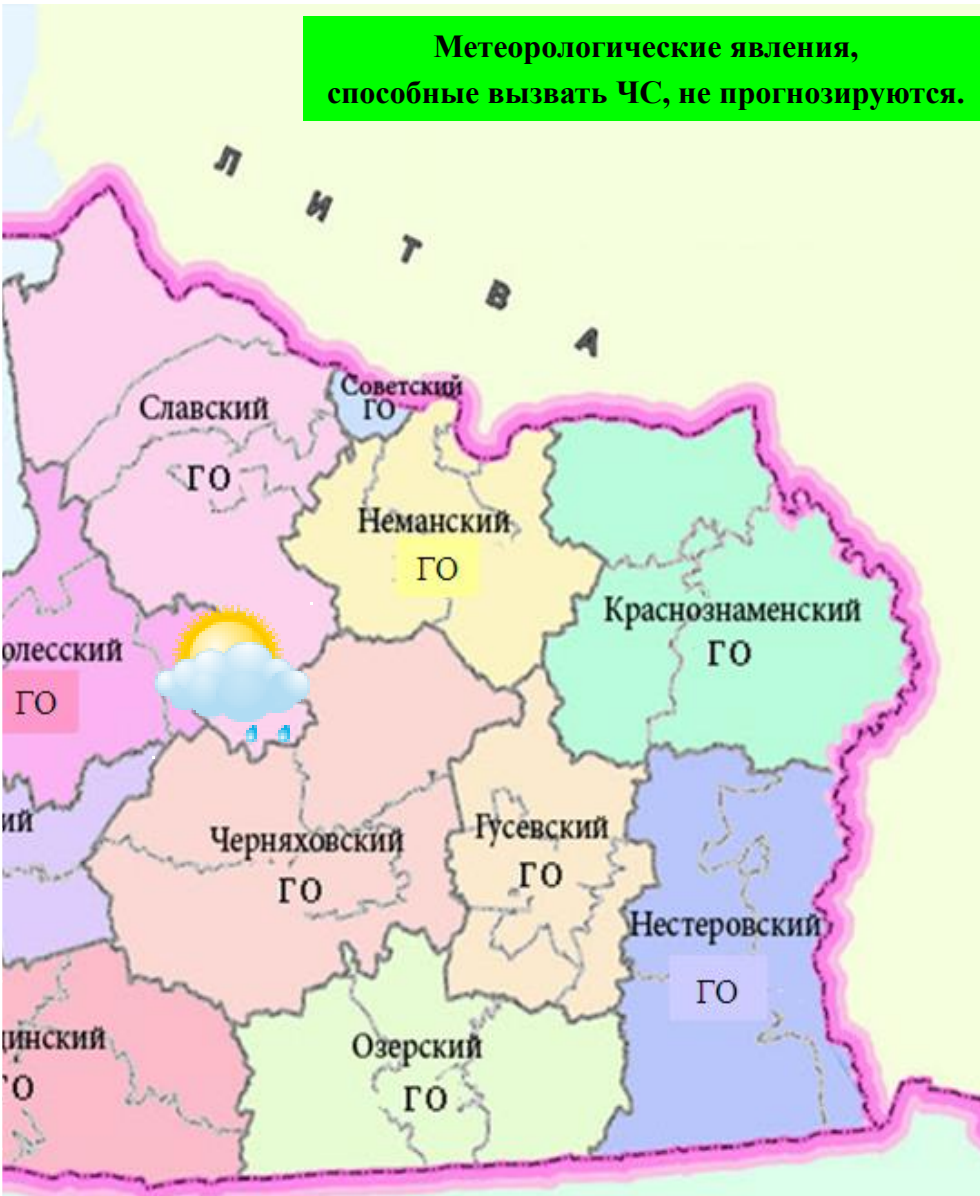 Метеорологические явления,
способные вызвать ЧС, не прогнозируются.
ЛИТВА
Советский
ГО
Славский
ГО
Неманский
ГО
Краснознаменский
ГО
олесский
ГО
ий
Черняховский
ГО
Гусевский
ГО
Нестеровский
ГО
динский
ГО
Озерский
ГО